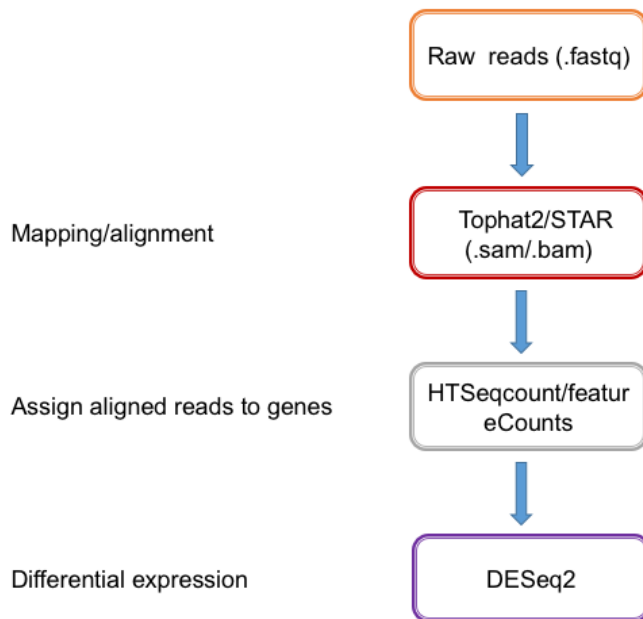 Raw  reads (.fastq)
Mapping/alignment
Tophat2/STAR
(.sam/.bam)
Assign aligned reads to genes
HTSeqcount/featur
eCounts
Differential expression
DESeq2